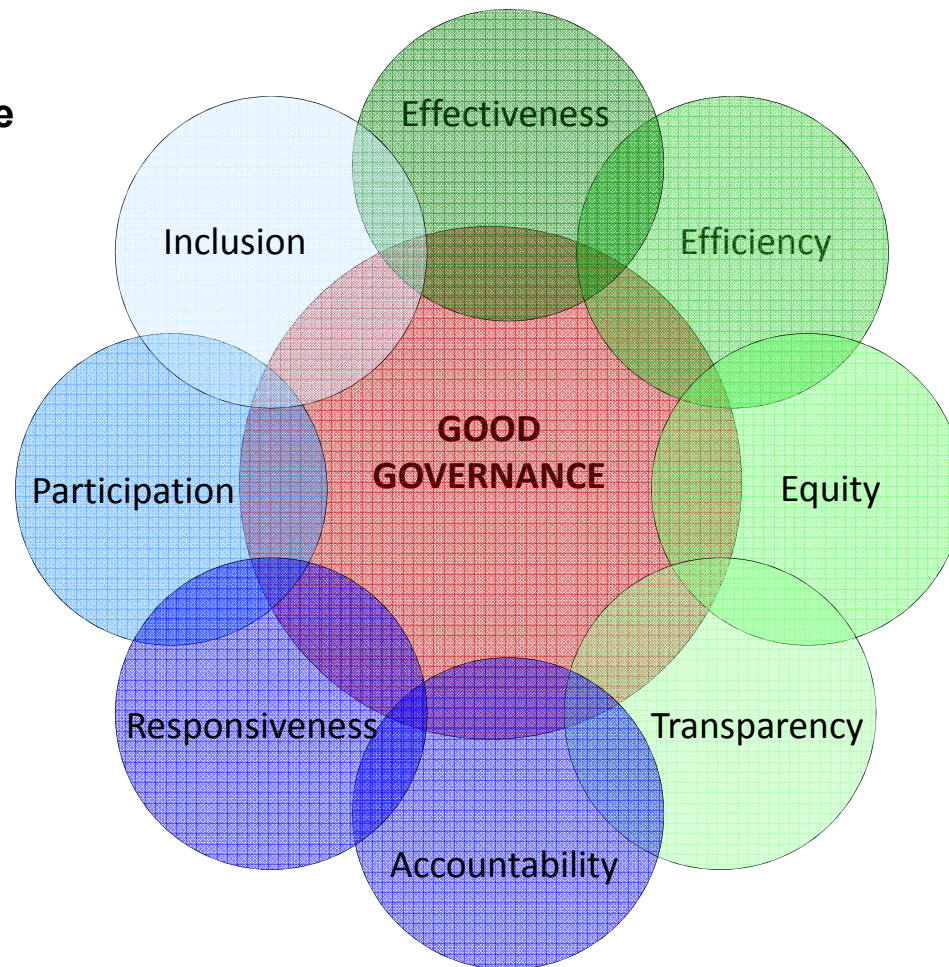 e
Effectiveness
Inclusion
Efficiency
GOOD
GOVERNANCE
Participation
Equity
Responsiveness
Transparency
Accountability